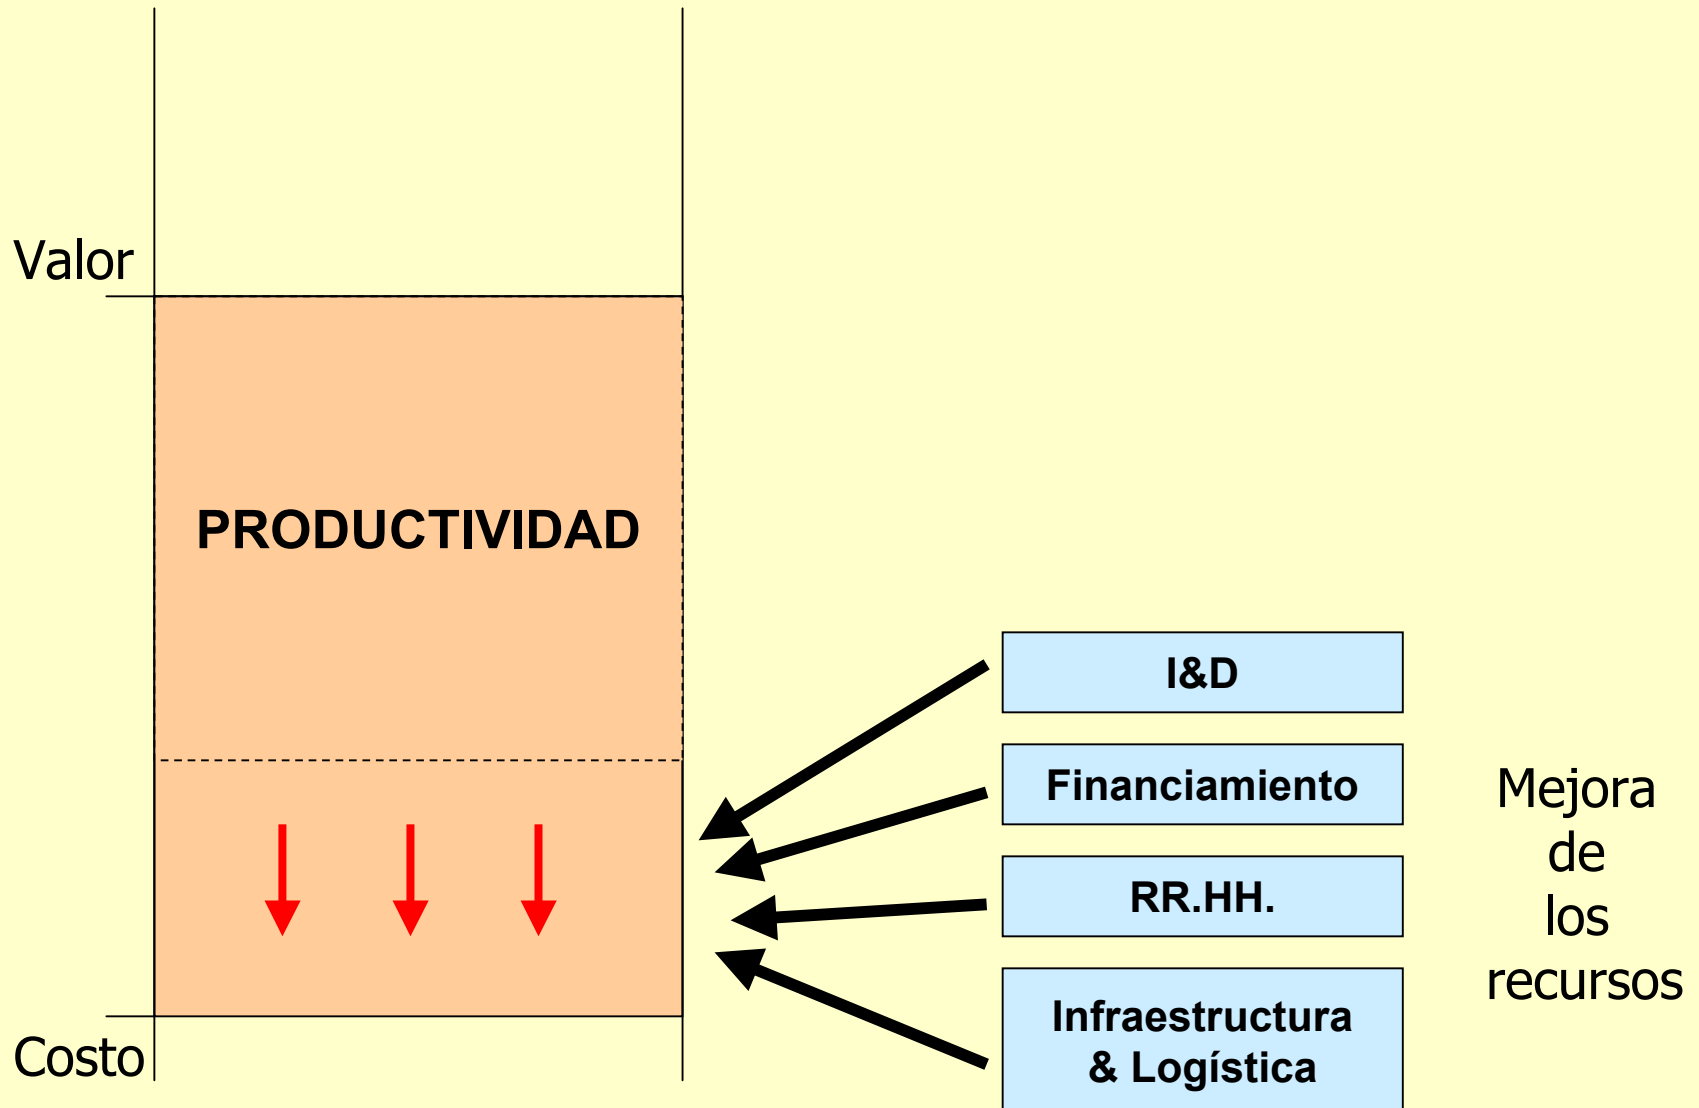 Valor
PRODUCTIVIDAD
Costo
I&D
Financiamiento
RR.HH.
Infraestructura
& Logística
Mejora
de
los
recursos